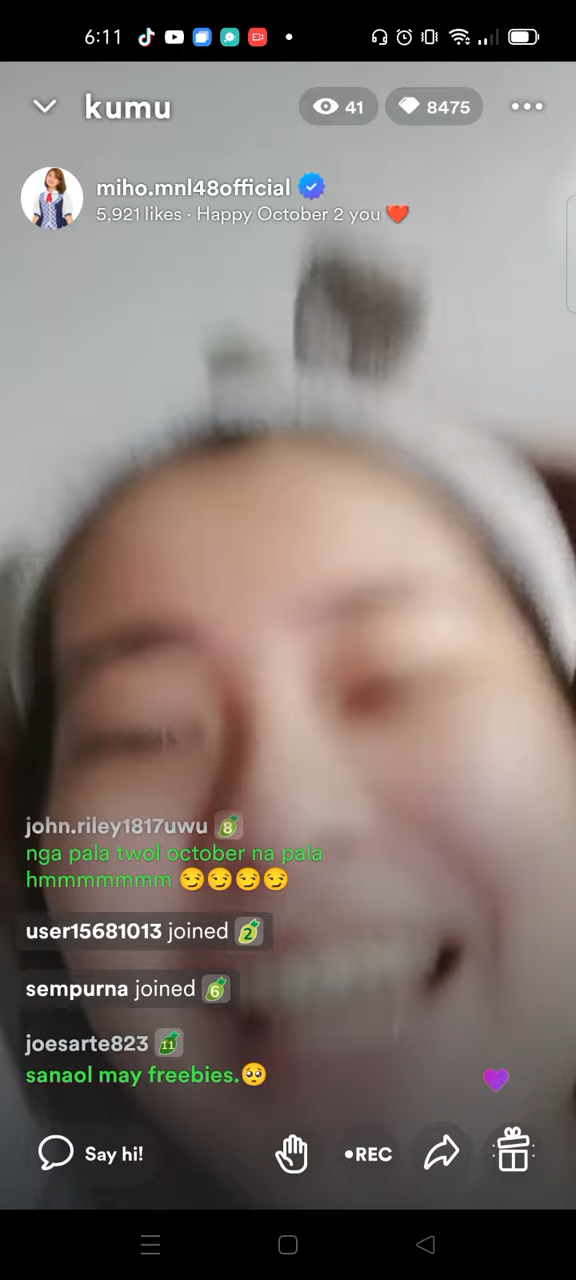 6:11
kumu
41
8475
miho.mnl48official
5,921 likes · Happy October 2 you ❤️
john.riley1817uwu 8
nga pala twol october na pala
hmmmmmmm 😏😏😏😏
user15681013 joined 2
sempurna joined 6
joesarte823 11
sanaol may freebies.🥺
Say hi!
•REC